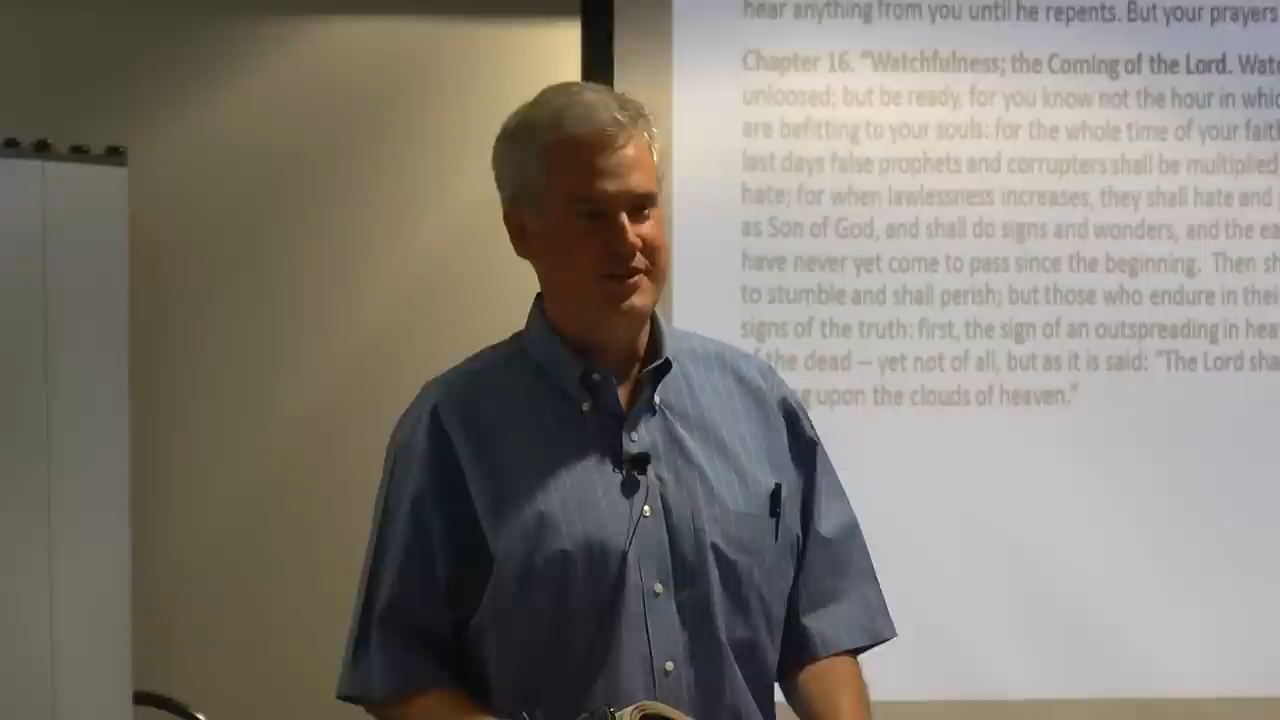 hear anything from you until he repents. But your prayers
Chapter 16. "Watchfulness; the Coming of the Lord. Watc
unloosed; but be ready, for you know not the hour in whic
are befitting to your souls: for the whole time of your fait
last days false prophets and corrupters shall be multiplied
hate; for when lawlessness increases, they shall hate and
as Son of God, and shall do signs and wonders, and the ea
have never yet come to pass since the beginning. Then sh
to stumble and shall perish; but those who endure in thei
signs of the truth: first, the sign of an outspreading in hea
of the dead – yet not of all, but as it is said: "The Lord sha
g upon the clouds of heaven."